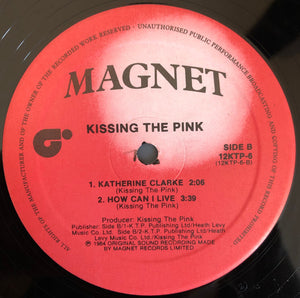 ALL RIGHTS OF THE MANUFACTURER AND OF THE OWNER OF THE RECORDED WORK RESERVED · UNAUTHORISED PUBLIC PERFORMANCE BROADCASTING AND COPYING OF THIS RECORD PROHIBITED
MAGNET
KISSING THE PINK
SIDE B
12KTP-6
(12KTP-6-B)
1. KATHERINE CLARKE 2:06
(Kissing The Pink)
2. HOW CAN I LIVE 3:39
(Kissing The Pink)
Producer: Kissing The Pink
Pub: Side B/1-K.T.P. Publishing Ltd/Heath Levy
Music Co. Ltd. Side B/2-K.T.P. Publishing Ltd/Heath
Levy Music Co. Ltd./Kissing The Pink
℗ 1984 ORIGINAL SOUND RECORDING MADE
BY MAGNET RECORDS LIMITED